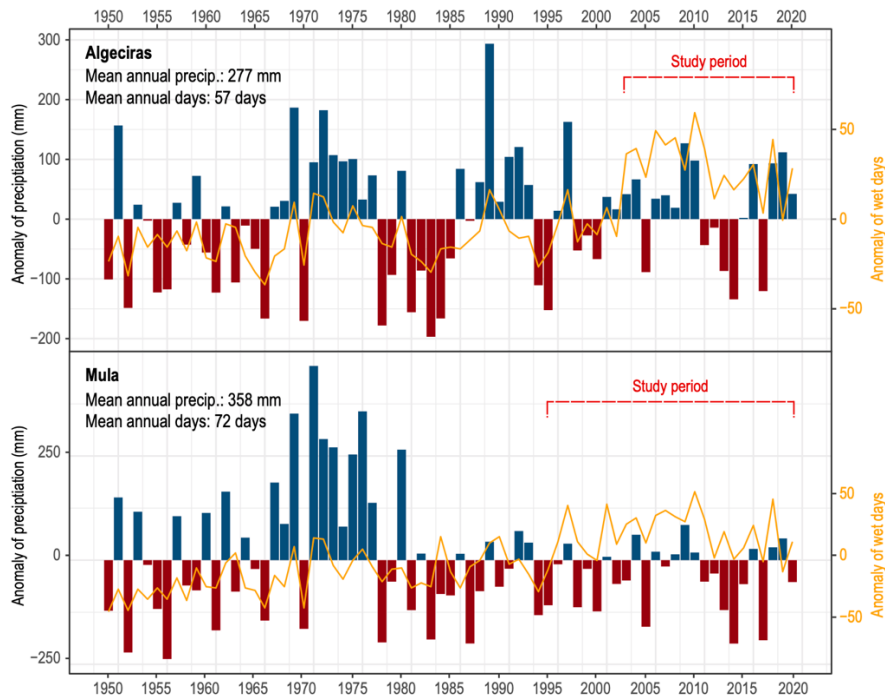 1950 1955 1960 1965 1970 1975 1980 1985 1990 1995 2000 2005 2010 2015 2020
Algeciras
Mean annual precip.: 277 mm
Mean annual days: 57 days
Study period
Anomaly of precipitation (mm)
300
200
100
0
−100
−200
Anomaly of wet days
50
0
−50
Mula
Mean annual precip.: 358 mm
Mean annual days: 72 days
Study period
Anomaly of precipitation (mm)
250
0
−250
Anomaly of wet days
50
0
−50
1950 1955 1960 1965 1970 1975 1980 1985 1990 1995 2000 2005 2010 2015 2020